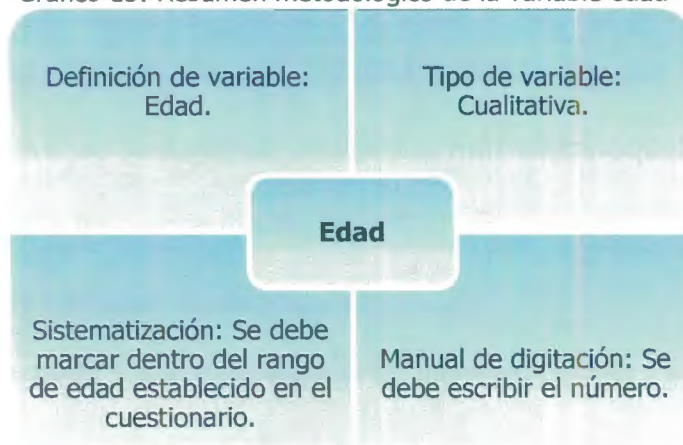 Definición de variable:
Edad.
Tipo de variable:
Cualitativa.
Edad
Sistematización: Se debe
marcar dentro del rango
de edad establecido en el
cuestionario.
Manual de digitación: Se
debe escribir el número.